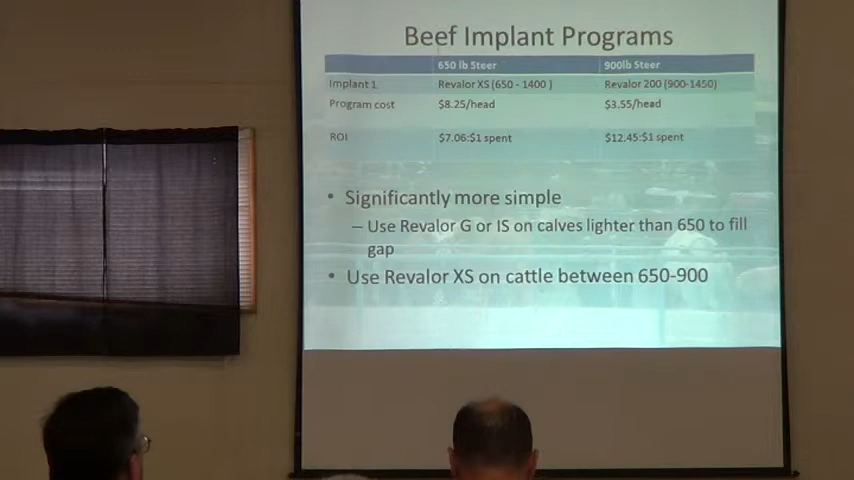 Beef Implant Programs
650 lb Steer 900lb Steer
Implant 1 Revalor XS (650 - 1400 ) Revalor 200 (900-1450)
Program cost $8.25/head $3.55/head
ROI $7.06:$1 spent $12.45:$1 spent
• Significantly more simple
– Use Revalor G or IS on calves lighter than 650 to fill
gap
• Use Revalor XS on cattle between 650-900